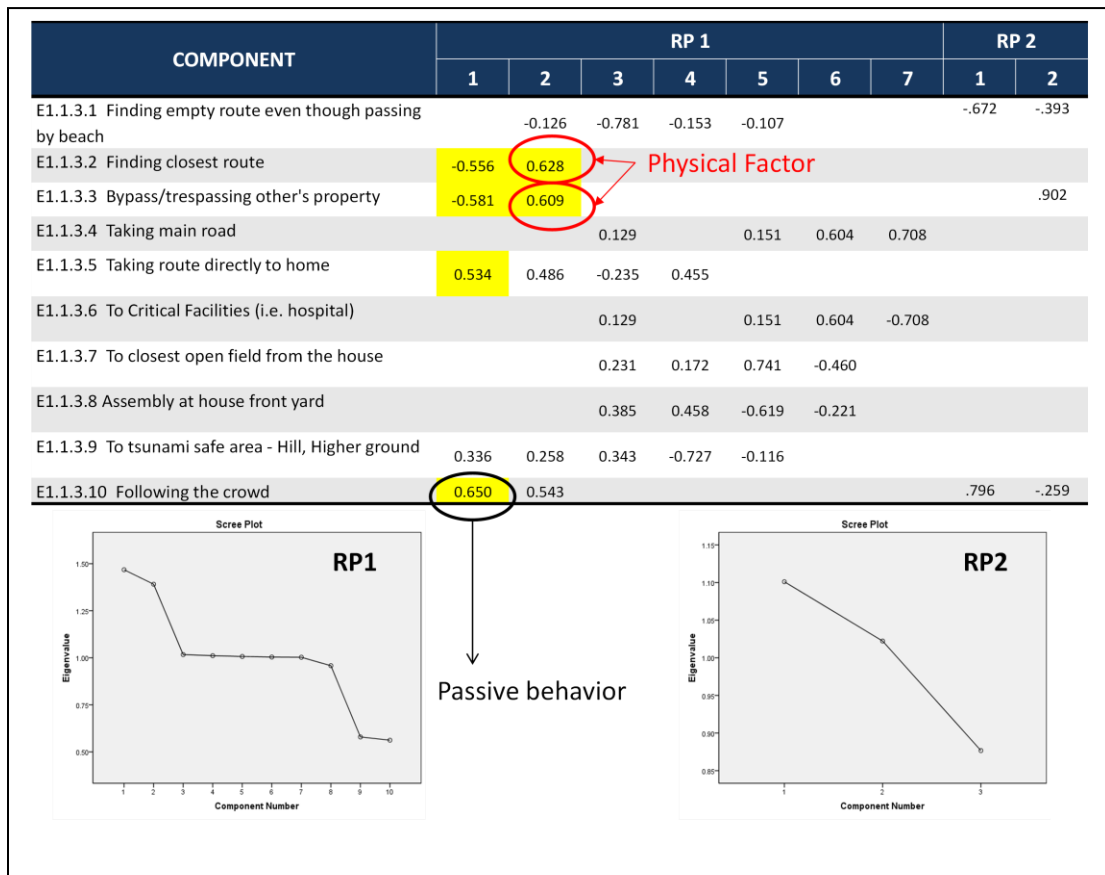 COMPONENT RP 1 RP 2
1 2 3 4 5 6 7 1 2
E1.1.3.1 Finding empty route even though passing
by beach -0.126 -0.781 -0.153 -0.107 -.672 -.393
E1.1.3.2 Finding closest route -0.556 0.628 Physical Factor
E1.1.3.3 Bypass/trespassing other's property -0.581 0.609 .902
E1.1.3.4 Taking main road 0.129 0.151 0.604 0.708
E1.1.3.5 Taking route directly to home 0.534 0.486 -0.235 0.455
E1.1.3.6 To Critical Facilities (i.e. hospital) 0.129 0.151 0.604 -0.708
E1.1.3.7 To closest open field from the house 0.231 0.172 0.741 -0.460
E1.1.3.8 Assembly at house front yard 0.385 0.458 -0.619 -0.221
E1.1.3.9 To tsunami safe area - Hill, Higher ground 0.336 0.258 0.343 -0.727 -0.116
E1.1.3.10 Following the crowd 0.650 0.543 .796 -.259
Scree Plot
RP1
Eigenvalue
1.50
1.25
1.00
0.75
0.50
1 2 3 4 5 6 7 8 9 10
Component Number
Passive behavior
Scree Plot
RP2
Eigenvalue
1.15
1.10
1.05
1.00
0.95
0.90
0.85
1 2 3
Component Number